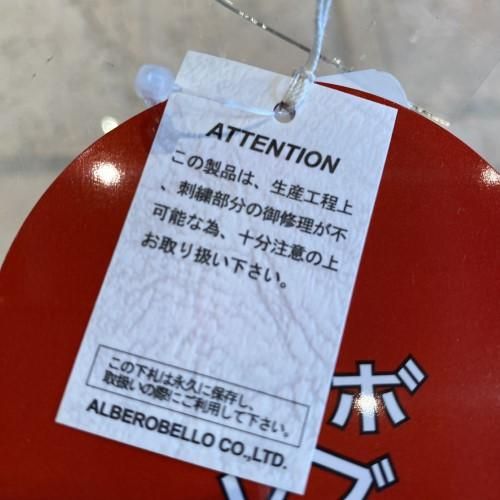 ATTENTION
この製品は、生産工程上
、刺繍部分の御修理が不
可能な為、十分注意の上
お取り扱い下さい。
この下札は永久に保存し、
取扱いの際にご利用して下さい。
ALBEROBELLO CO.,LTD.
ボ